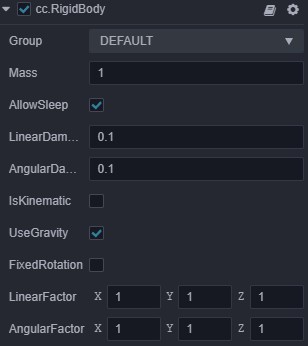 cc.RigidBody
Group DEFAULT
Mass 1
AllowSleep
LinearDam... 0.1
AngularDa... 0.1
IsKinematic
UseGravity
FixedRotation
LinearFactor X 1 Y 1 Z 1
AngularFactor X 1 Y 1 Z 1